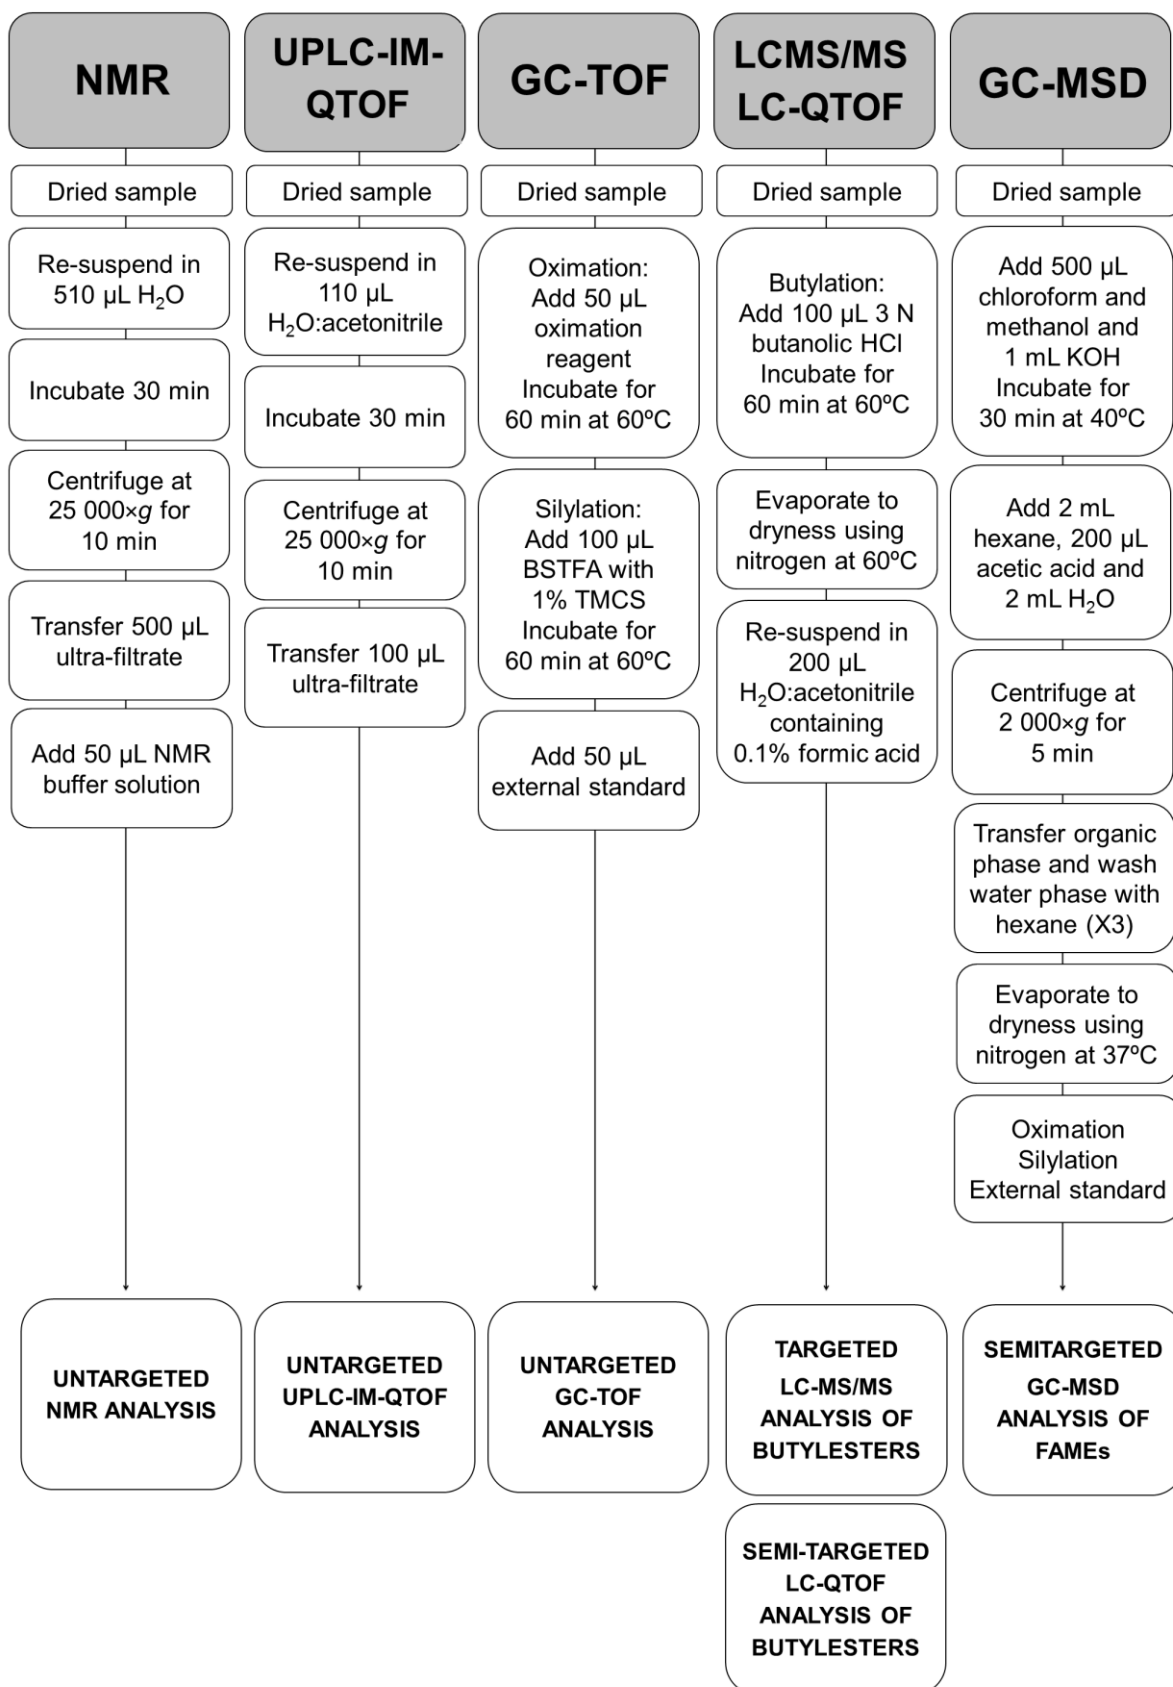 NMR
Dried sample
Re-suspend in
510 µL H₂O
Incubate 30 min
Centrifuge at
25 000×g for
10 min
Transfer 500 µL
ultra-filtrate
Add 50 µL NMR
buffer solution
UNTARGETED
NMR ANALYSIS
UPLC-IM-
QTOF
Dried sample
Re-suspend in
110 µL
H₂O:acetonitrile
Incubate 30 min
Centrifuge at
25 000×g for
10 min
Transfer 100 µL
ultra-filtrate
UNTARGETED
UPLC-IM-QTOF
ANALYSIS
GC-TOF
Dried sample
Oximation:
Add 50 µL
oximation
reagent
Incubate for
60 min at 60ºC
Silylation:
Add 100 µL
BSTFA with
1% TMCS
Incubate for
60 min at 60ºC
Add 50 µL
external standard
UNTARGETED
GC-TOF
ANALYSIS
LCMS/MS
LC-QTOF
Dried sample
Butylation:
Add 100 µL 3 N
butanolic HCl
Incubate for
60 min at 60ºC
Evaporate to
dryness using
nitrogen at 60ºC
Re-suspend in
200 µL
H₂O:acetonitrile
containing
0.1% formic acid
TARGETED
LC-MS/MS
ANALYSIS OF
BUTYLESTERS
SEMI-TARGETED
LC-QTOF
ANALYSIS OF
BUTYLESTERS
GC-MSD
Dried sample
Add 500 µL
chloroform and
methanol and
1 mL KOH
Incubate for
30 min at 40ºC
Add 2 mL
hexane, 200 µL
acetic acid and
2 mL H₂O
Centrifuge at
2 000×g for
5 min
Transfer organic
phase and wash
water phase with
hexane (X3)
Evaporate to
dryness using
nitrogen at 37ºC
Oximation
Silylation
External standard
SEMITARGETED
GC-MSD
ANALYSIS OF
FAMEs